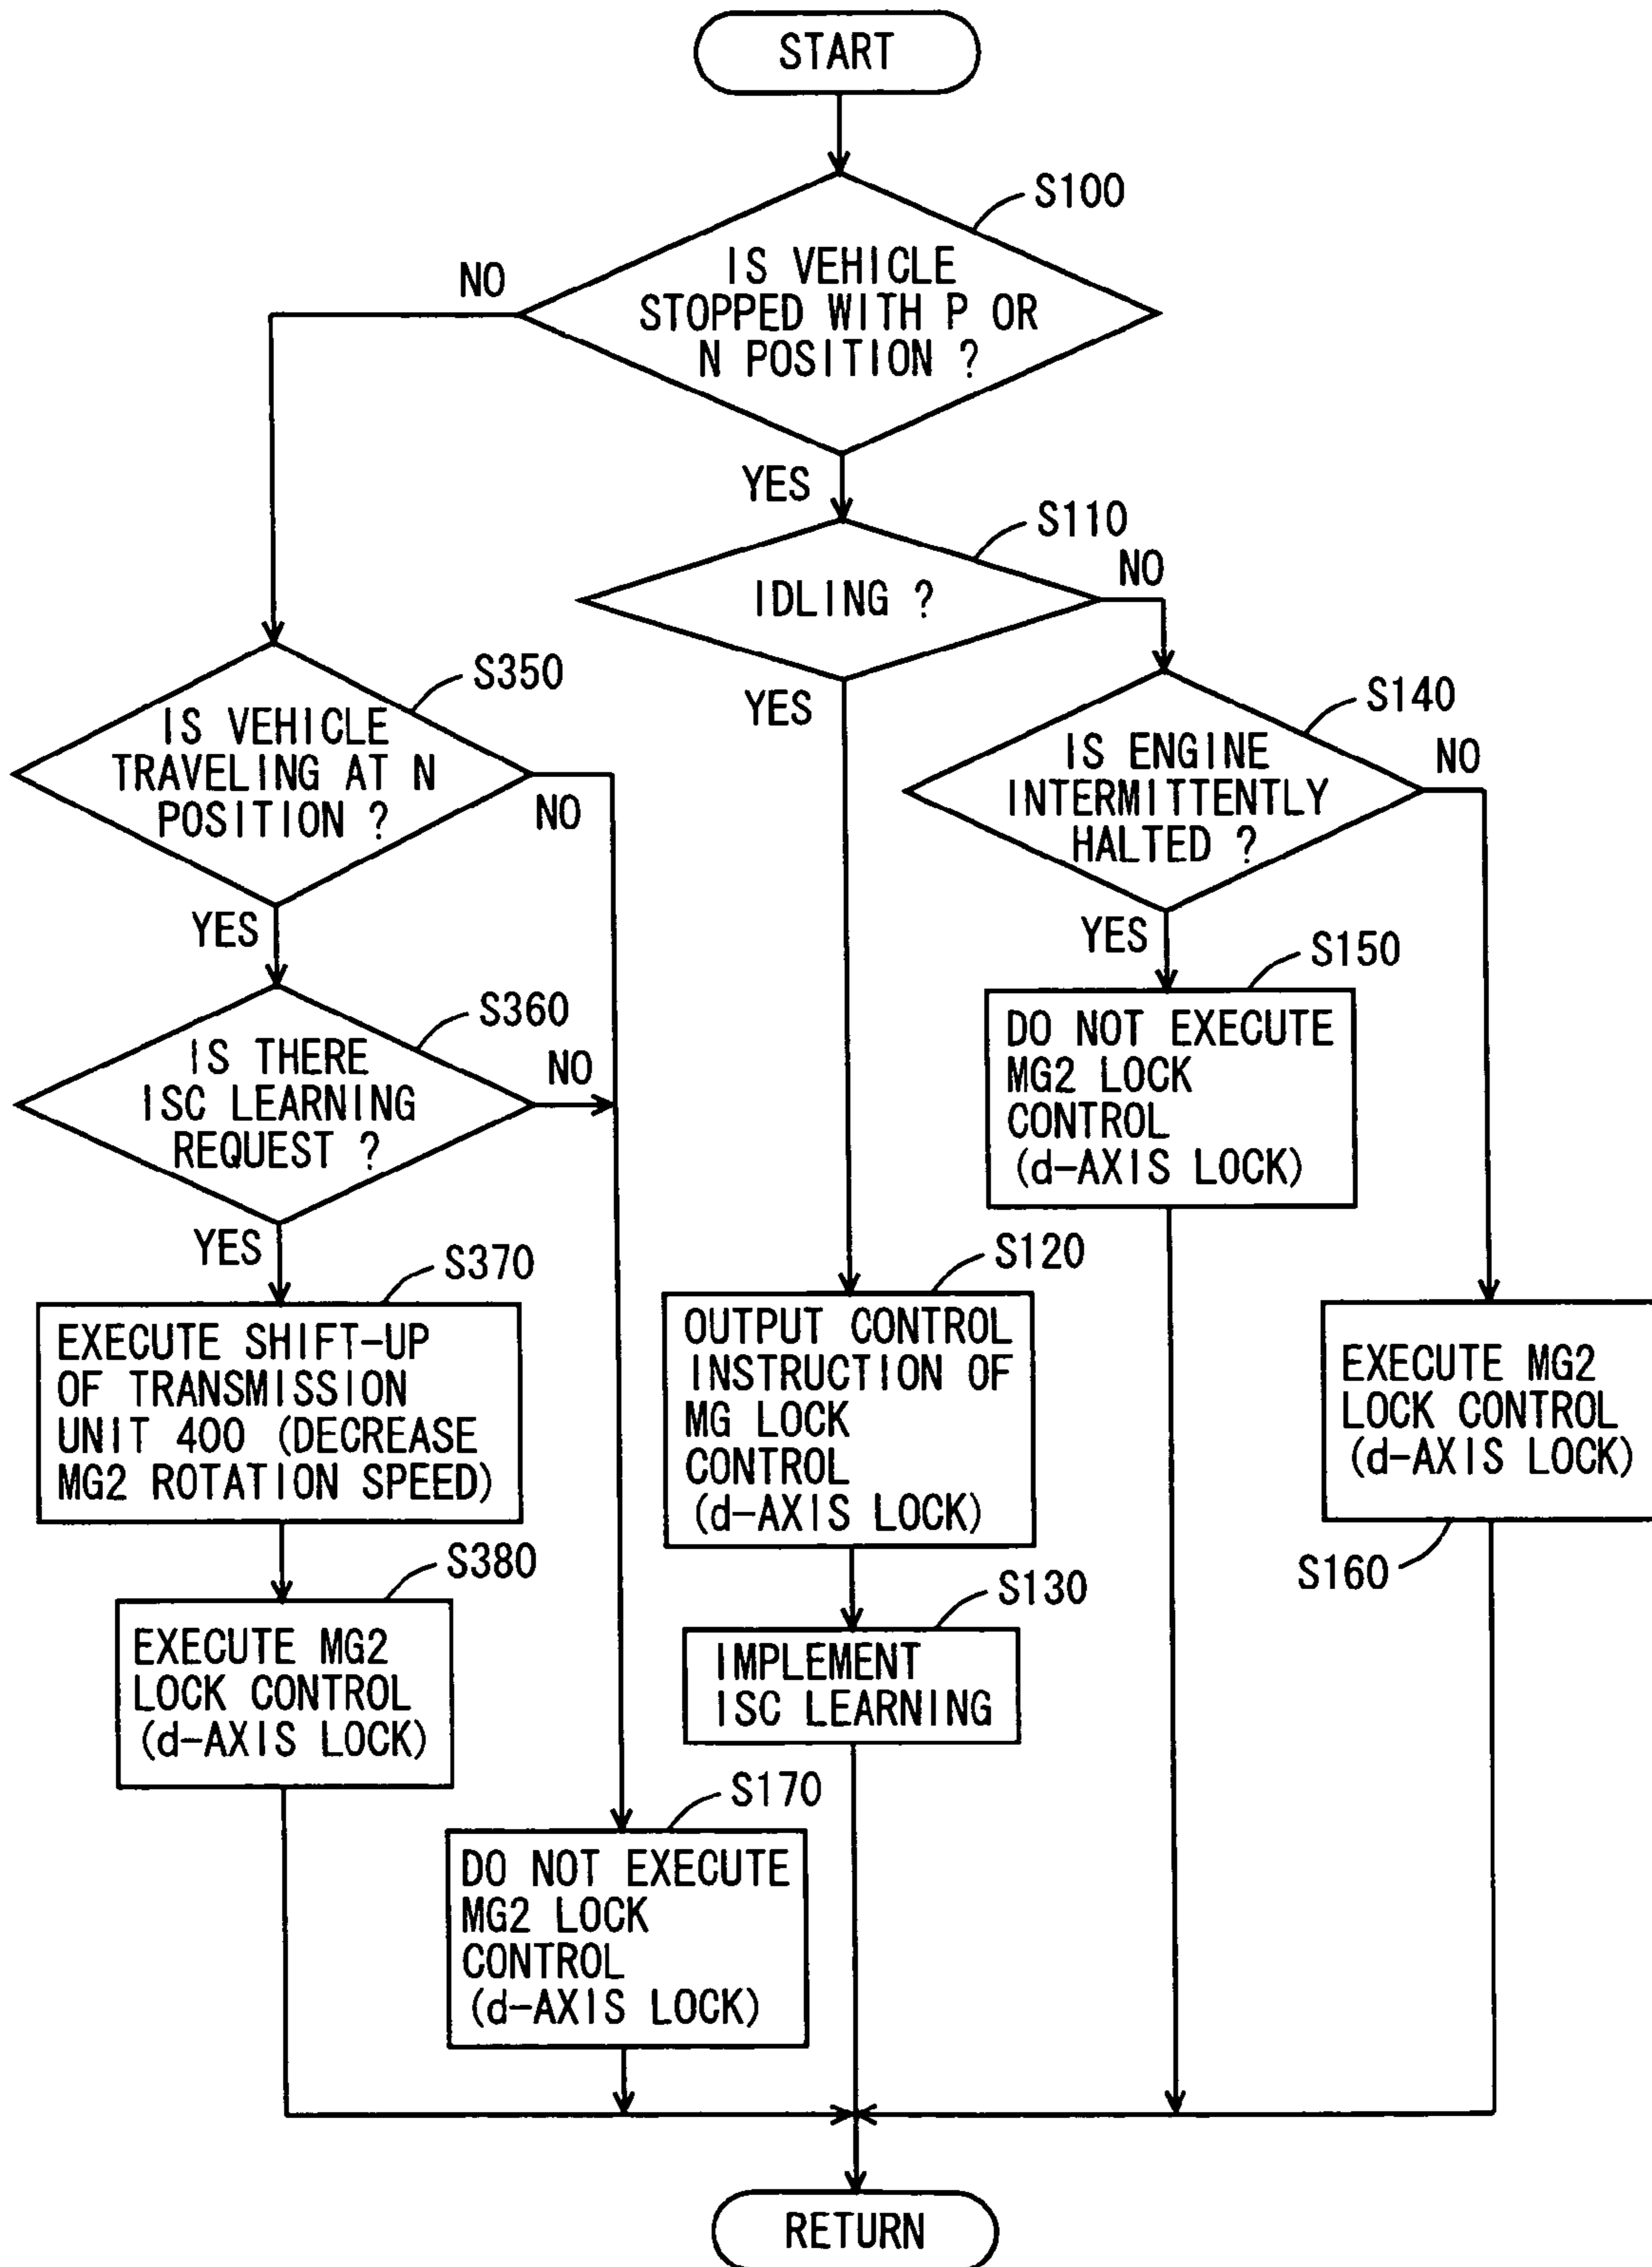 START
S100
IS VEHICLE
STOPPED WITH P OR
N POSITION ?
NO
YES
S110
IDLING ?
NO
YES
S350
IS VEHICLE
TRAVELING AT N
POSITION ?
NO
YES
S140
IS ENGINE
INTERMITTENTLY
HALTED ?
NO
YES
S150
DO NOT EXECUTE
MG2 LOCK
CONTROL
(d-AXIS LOCK)
S360
IS THERE
ISC LEARNING
REQUEST ?
NO
YES
S370
EXECUTE SHIFT-UP
OF TRANSMISSION
UNIT 400 (DECREASE
MG2 ROTATION SPEED)
S120
OUTPUT CONTROL
INSTRUCTION OF
MG LOCK
CONTROL
(d-AXIS LOCK)
EXECUTE MG2
LOCK CONTROL
(d-AXIS LOCK)
S160
S380
EXECUTE MG2
LOCK CONTROL
(d-AXIS LOCK)
S130
IMPLEMENT
ISC LEARNING
S170
DO NOT EXECUTE
MG2 LOCK
CONTROL
(d-AXIS LOCK)
RETURN